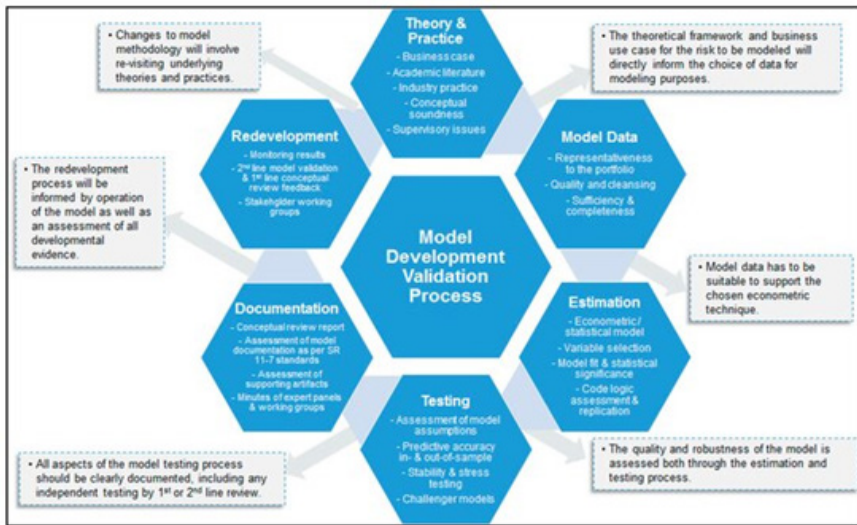 Theory &
Practice
- Business case
- Academic literature
- Industry practice
- Conceptual
soundness
- Supervisory issues
• The theoretical framework and business
use case for the risk to be modeled will
directly inform the choice of data for
modeling purposes.
Model Data
- Representativeness
to the portfolio
- Quality and cleansing
- Sufficiency &
completeness
• Model data has to be
suitable to support the
chosen econometric
technique.
Estimation
- Econometric/
statistical model
- Variable selection
- Model fit & statistical
significance
- Code logic
assessment &
replication
• The quality and robustness of the model is
assessed both through the estimation and
testing process.
Testing
- Assessment of model
assumptions
- Predictive accuracy
in- & out-of-sample
- Stability & stress
testing
- Challenger models
• All aspects of the model testing process
should be clearly documented, including any
independent testing by 1st or 2nd line review.
Documentation
- Conceptual review report
- Assessment of model
documentation as per SR
11-7 standards
- Assessment of
supporting artifacts
- Minutes of expert panels
& working groups
• The redevelopment
process will be
informed by operation
of the model as well as
an assessment of all
developmental
evidence.
Redevelopment
- Monitoring results
- 2nd line model validation
& 1st line conceptual
review feedback
- Stakeholder working
groups
• Changes to model
methodology will involve
re-visiting underlying
theories and practices.
Model
Development
Validation
Process